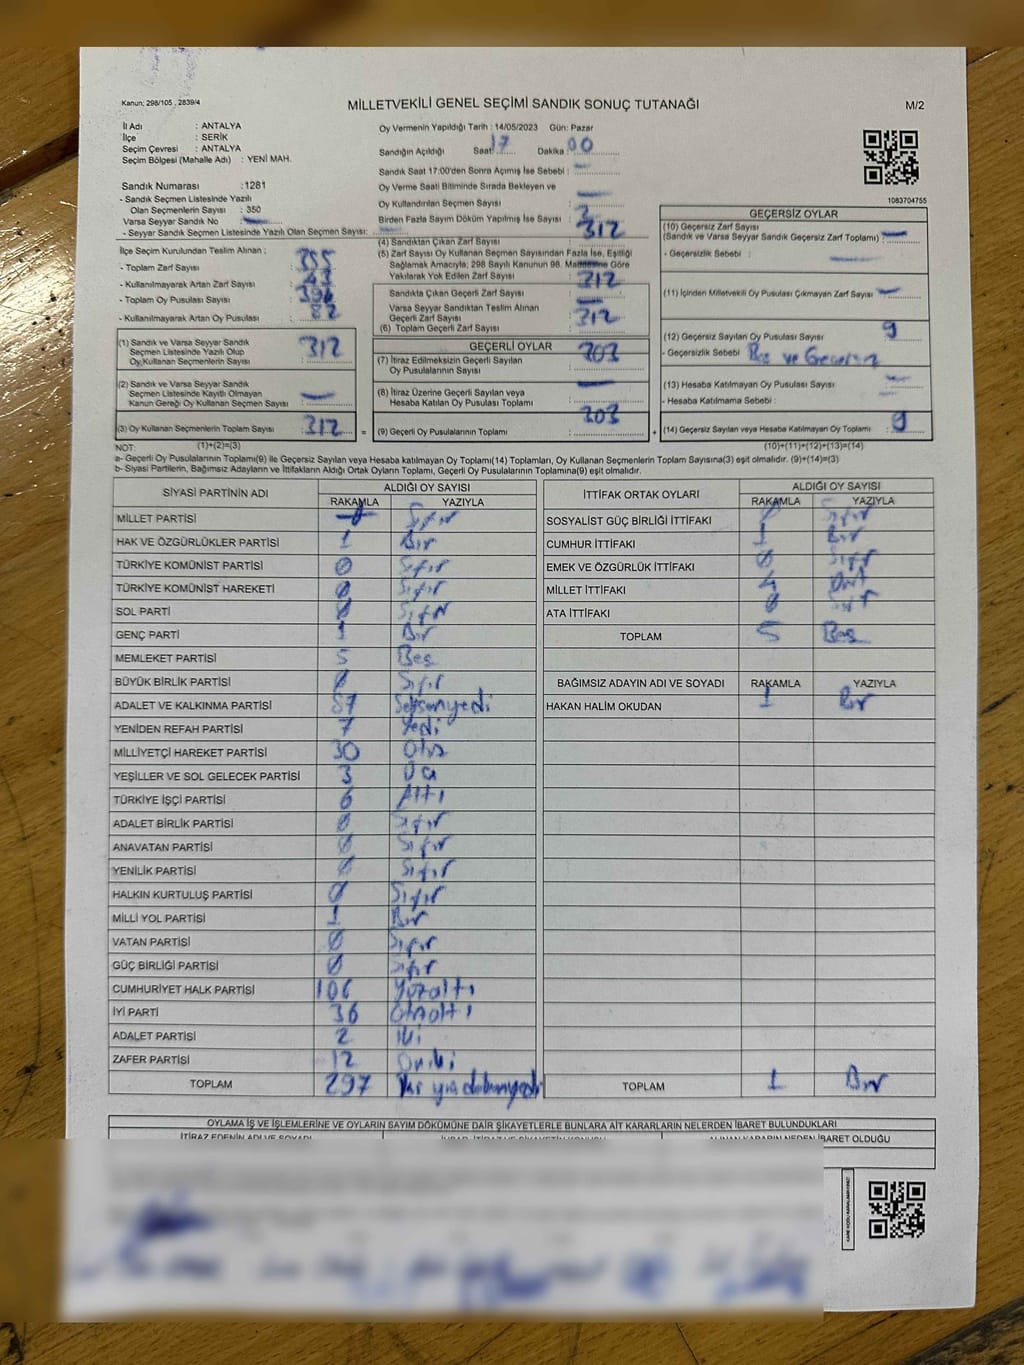 Kanun: 298/105 , 2839/4
MİLLETVEKİLİ GENEL SEÇİMİ SANDIK SONUÇ TUTANAĞI
M/2
İl Adı : ANTALYA
İlçe : SERİK
Seçim Çevresi : ANTALYA
Seçim Bölgesi (Mahalle Adı) : YENİ MAH.
Sandık Numarası :1281
- Sandık Seçmen Listesinde Yazılı
Olan Seçmenlerin Sayısı : 350
Varsa Seyyar Sandık No :
- Seyyar Sandık Seçmen Listesinde Yazılı Olan Seçmen Sayısı:
Oy Vermenin Yapıldığı Tarih : 14/05/2023 Gün: Pazar
Sandığın Açıldığı Saat: 17 Dakika: 00
Sandık Saat 17:00'den Sonra Açımış İse Sebebi :
Oy Verme Saati Bitiminde Sırada Bekleyen ve
Oy Kullandırılan Seçmen Sayısı :
Birden Fazla Sayım Döküm Yapılmış İse Sayısı : 3
1083704755
İlçe Seçim Kurulundan Teslim Alınan ;
- Toplam Zarf Sayısı : 355
- Kullanılmayarak Artan Zarf Sayısı : 43
- Toplam Oy Pusulası Sayısı : 394
- Kullanılmayarak Artan Oy Pusulası : 82
(4) Sandıktan Çıkan Zarf Sayısı : 312
(5) Zarf Sayısı Oy Kullanan Seçmen Sayısından Fazla İse, Eşitliği
Sağlamak Amacıyla; 298 Sayılı Kanunun 98. Maddesine Göre
Yakılarak Yok Edilen Zarf Sayısı :
Sandıkta Çıkan Geçerli Zarf Sayısı : 312
Varsa Seyyar Sandıktan Teslim Alınan
Geçerli Zarf Sayısı :
(6) Toplam Geçerli Zarf Sayısı : 312
GEÇERSİZ OYLAR
(10) Geçersiz Zarf Sayısı
(Sandık ve Varsa Seyyar Sandık Geçersiz Zarf Toplamı) :
- Geçersizlik Sebebi :
(11) İçinden Milletvekili Oy Pusulası Çıkmayan Zarf Sayısı :
(12) Geçersiz Sayılan Oy Pusulası Sayısı : 9
- Geçersizlik Sebebi : Boş ve Geçersiz
(13) Hesaba Katılmayan Oy Pusulası Sayısı :
- Hesaba Katılmama Sebebi :
(14) Geçersiz Sayılan veya Hesaba Katılmayan Oy Toplamı : 9
(1) Sandık ve Varsa Seyyar Sandık
Seçmen Listesinde Yazılı Olup
Oy Kullanan Seçmenlerin Sayısı : 312
(2) Sandık ve Varsa Seyyar Sandık
Seçmen Listesinde Kayıtlı Olmayan
Kanun Gereği Oy Kullanan Seçmen Sayısı :
(3) Oy Kullanan Seçmenlerin Toplam Sayısı : 312
GEÇERLİ OYLAR
(7) İtiraz Edilmeksizin Geçerli Sayılan
Oy Pusulalarının Sayısı : 303
(8) İtiraz Üzerine Geçerli Sayılan veya
Hesaba Katılan Oy Pusulası Toplamı :
= (9) Geçerli Oy Pusulalarının Toplamı : 303 +
NOT: (1)+(2)=(3) (10)+(11)+(12)+(13)=(14)
a- Geçerli Oy Pusulalarının Toplamı(9) ile Geçersiz Sayılan veya Hesaba katılmayan Oy Toplamı(14) Toplamları, Oy Kullanan Seçmenlerin Toplam Sayısına(3) eşit olmalıdır. (9)+(14)=(3)
b- Siyasi Partilerin, Bağımsız Adayların ve İttifakların Aldığı Ortak Oyların Toplamı, Geçerli Oy Pusulalarının Toplamına(9) eşit olmalıdır.
SİYASİ PARTİNİN ADI ALDIĞI OY SAYISI
RAKAMLA YAZIYLA
MİLLET PARTİSİ 0 Sıfır
HAK VE ÖZGÜRLÜKLER PARTİSİ 1 Bir
TÜRKİYE KOMÜNİST PARTİSİ 0 Sıfır
TÜRKİYE KOMÜNİST HAREKETİ 0 Sıfır
SOL PARTİ 0 Sıfır
GENÇ PARTİ 1 Bir
MEMLEKET PARTİSİ 5 Beş
BÜYÜK BİRLİK PARTİSİ 0 Sıfır
ADALET VE KALKINMA PARTİSİ 87 Seksenyedi
YENİDEN REFAH PARTİSİ 7 Yedi
MİLLİYETÇİ HAREKET PARTİSİ 30 Otuz
YEŞİLLER VE SOL GELECEK PARTİSİ 3 Üç
TÜRKİYE İŞÇİ PARTİSİ 6 Altı
ADALET BİRLİK PARTİSİ 0 Sıfır
ANAVATAN PARTİSİ 0 Sıfır
YENİLİK PARTİSİ 0 Sıfır
HALKIN KURTULUŞ PARTİSİ 0 Sıfır
MİLLİ YOL PARTİSİ 1 Bir
VATAN PARTİSİ 0 Sıfır
GÜÇ BİRLİĞİ PARTİSİ 0 Sıfır
CUMHURİYET HALK PARTİSİ 106 Yüzaltı
İYİ PARTİ 36 Otuzaltı
ADALET PARTİSİ 2 İki
ZAFER PARTİSİ 12 Oniki
TOPLAM 297 İki yüz doksanyedi
İTTİFAK ORTAK OYLARI ALDIĞI OY SAYISI
RAKAMLA YAZIYLA
SOSYALİST GÜÇ BİRLİĞİ İTTİFAKI 0 Sıfır
CUMHUR İTTİFAKI 1 Bir
EMEK VE ÖZGÜRLÜK İTTİFAKI 0 Sıfır
MİLLET İTTİFAKI 4 Dört
ATA İTTİFAKI 0 Sıfır
TOPLAM 5 Beş
BAĞIMSIZ ADAYIN ADI VE SOYADI RAKAMLA YAZIYLA
HAKAN HALİM OKUDAN 1 Bir
TOPLAM 1 Bir
OYLAMA İŞ VE İŞLEMLERİNE VE OYLARIN SAYIM DÖKÜMÜNE DAİR ŞİKAYETLERLE BUNLARA AİT KARARLARIN NELERDEN İBARET BULUNDUKLARI